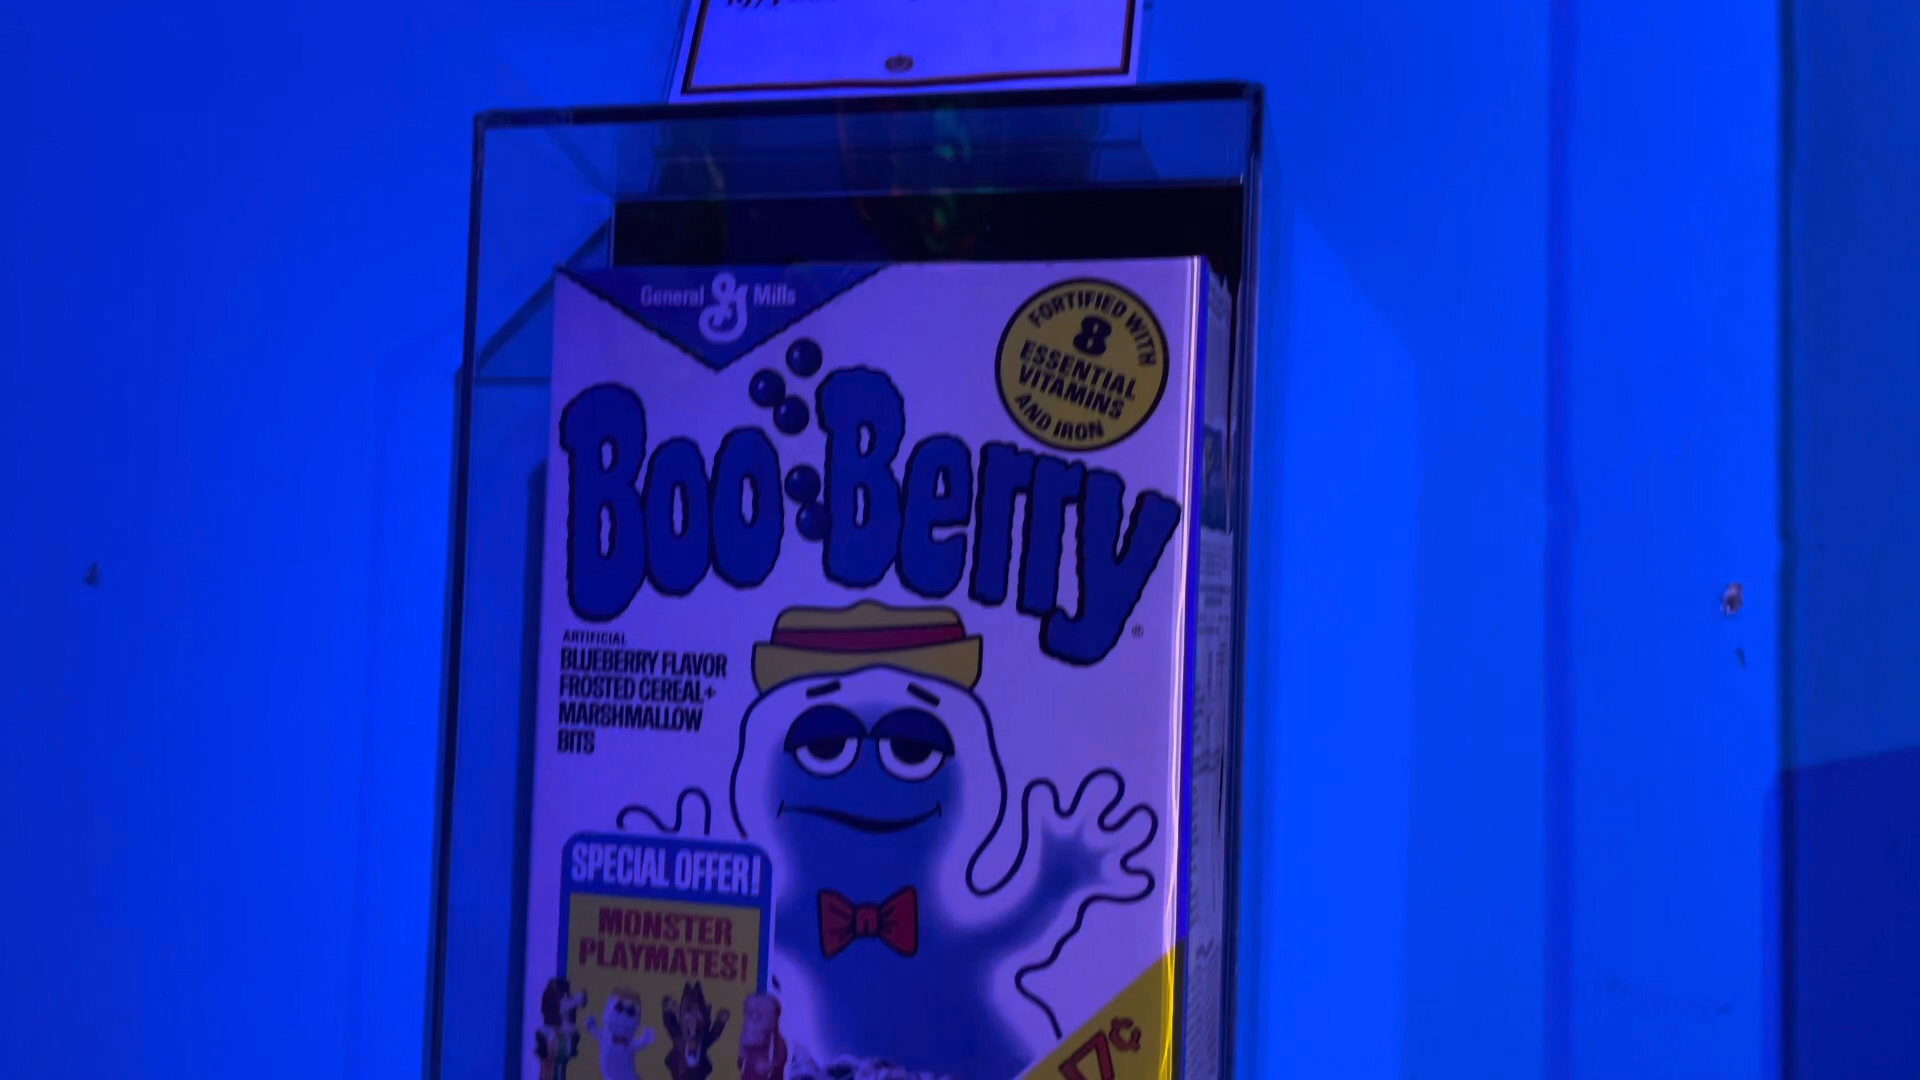 General Mills
FORTIFIED WITH
8
ESSENTIAL
VITAMINS
AND IRON
Boo Berry
®
ARTIFICIAL
BLUEBERRY FLAVOR
FROSTED CEREAL+
MARSHMALLOW
BITS
SPECIAL OFFER!
MONSTER
PLAYMATES!
7¢